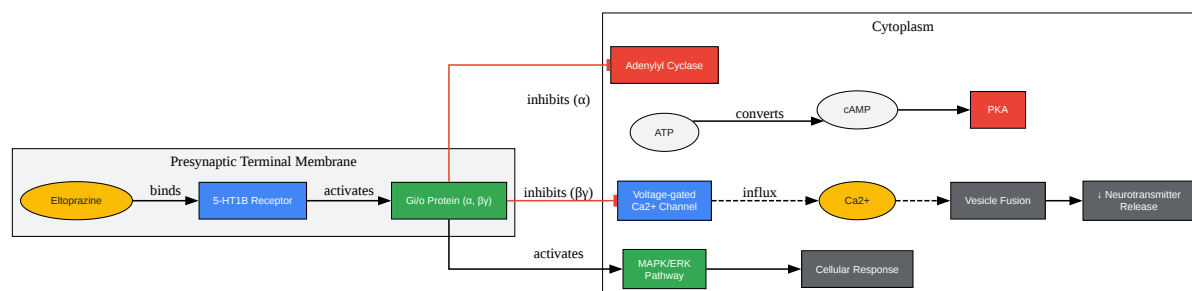 Cytoplasm
Adenylyl Cyclase
inhibits (α)
ATP
converts
cAMP
PKA
Presynaptic Terminal Membrane
Eltoprazine
binds
5-HT1B Receptor
activates
Gi/o Protein (α, βγ)
inhibits (βγ)
Voltage-gated
Ca2+ Channel
influx
Ca2+
Vesicle Fusion
↓ Neurotransmitter
Release
activates
MAPK/ERK
Pathway
Cellular Response